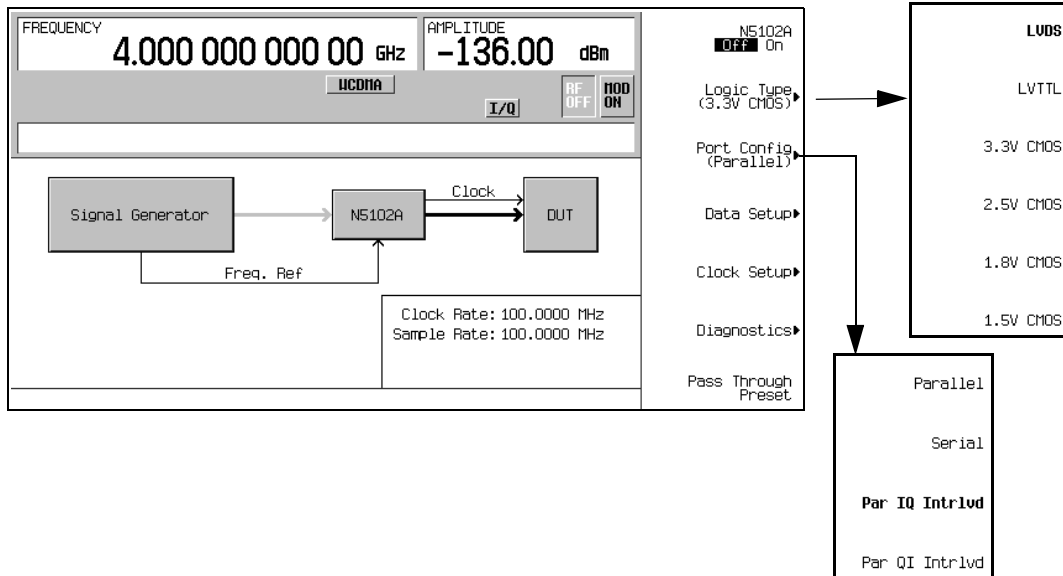 FREQUENCY
4.000 000 000 00 GHz
AMPLITUDE
-136.00 dBm
WCDMA
I/Q
RF OFF
MOD ON
Signal Generator
N5102A
Clock
DUT
Freq. Ref
Clock Rate: 100.0000 MHz
Sample Rate: 100.0000 MHz
N5102A
Off On
Logic Type
(3.3V CMOS)
Port Config
(Parallel)
Data Setup
Clock Setup
Diagnostics
Pass Through
Preset
LVDS
LVTTL
3.3V CMOS
2.5V CMOS
1.8V CMOS
1.5V CMOS
Parallel
Serial
Par IQ Intrlvd
Par QI Intrlvd